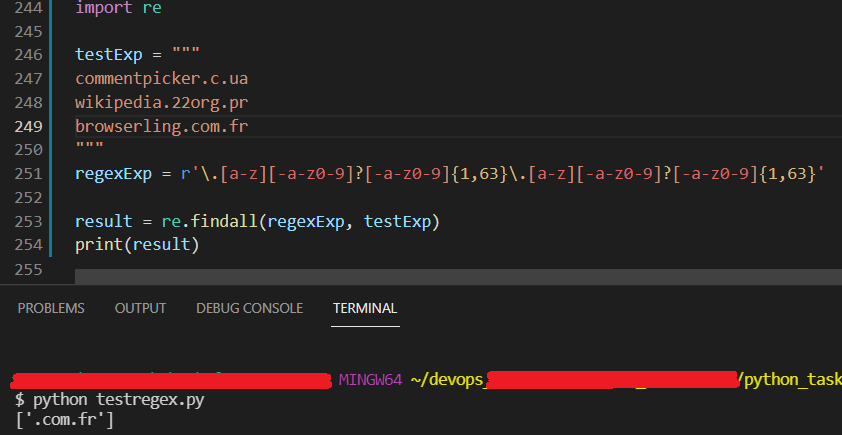 244 import re
245
246 testExp = """
247 commentpicker.c.ua
248 wikipedia.22org.pr
249 browserling.com.fr
250 """
251 regexExp = r'\.[a-z][-a-z0-9]?[-a-z0-9]{1,63}\.[a-z][-a-z0-9]?[-a-z0-9]{1,63}'
252
253 result = re.findall(regexExp, testExp)
254 print(result)
255
PROBLEMS OUTPUT DEBUG CONSOLE TERMINAL
MINGW64 ~/devops_ /python_task
$ python testregex.py
['.com.fr']